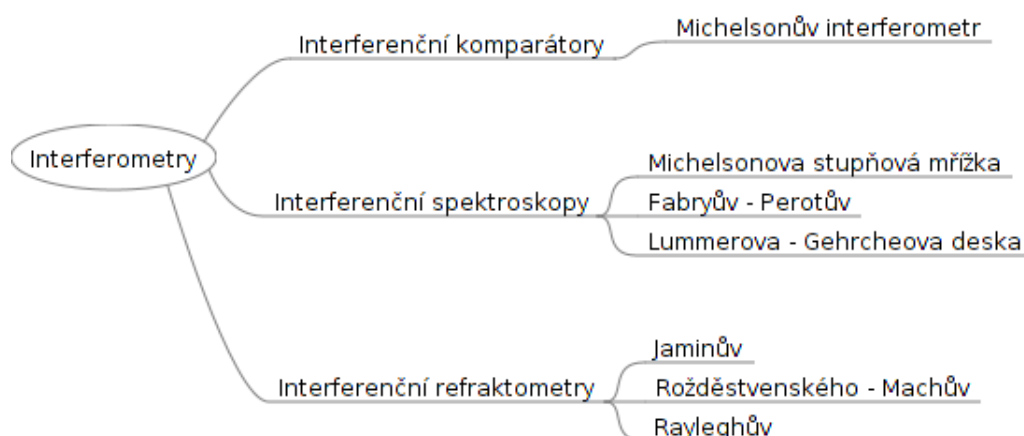 Interferometry
Interferenční komparátory
Michelsonův interferometr
Interferenční spektroskopy
Michelsonova stupňová mřížka
Fabryův - Perotův
Lummerova - Gehrcheova deska
Interferenční refraktometry
Jaminův
Rožděstvenského - Machův
Rayleghův